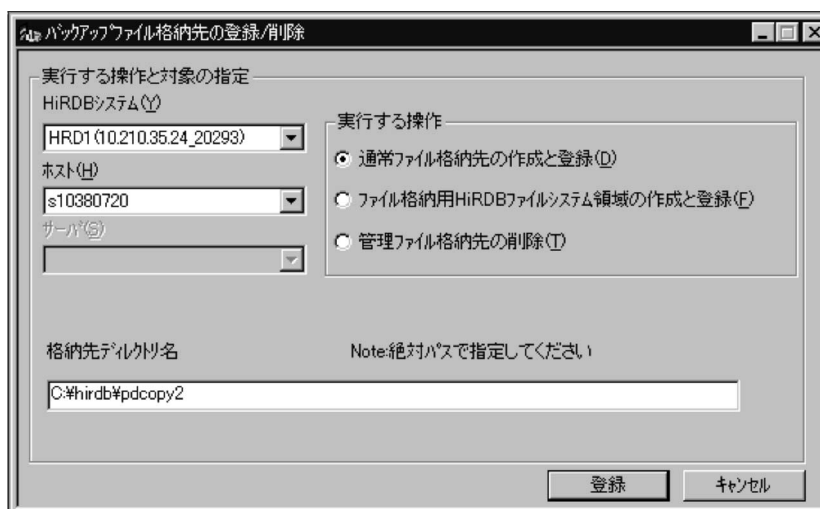 バックアップファイル格納先の登録/削除
実行する操作と対象の指定
HiRDBシステム(Y)
HRD1(10.210.35.24_20293)
ホスト(H)
s10380720
サーバ(S)
実行する操作
通常ファイル格納先の作成と登録(D)
ファイル格納用HiRDBファイルシステム領域の作成と登録(F)
管理ファイル格納先の削除(T)
格納先ディレクトリ名
Note:絶対パスで指定してください
C:¥hirdb¥pdcopy2
登録
キャンセル